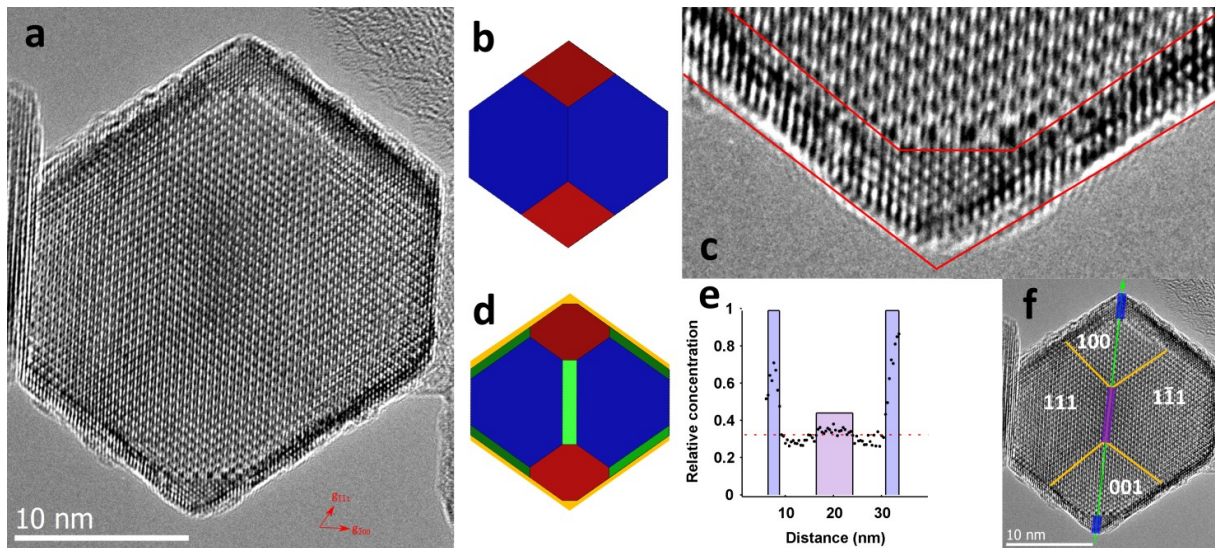 a
10 nm
b
c
d
e
Relative concentration
1
0.8
0.6
0.4
0.2
0
10 20 30
Distance (nm)
f
100
111
11̄1
001
10 nm